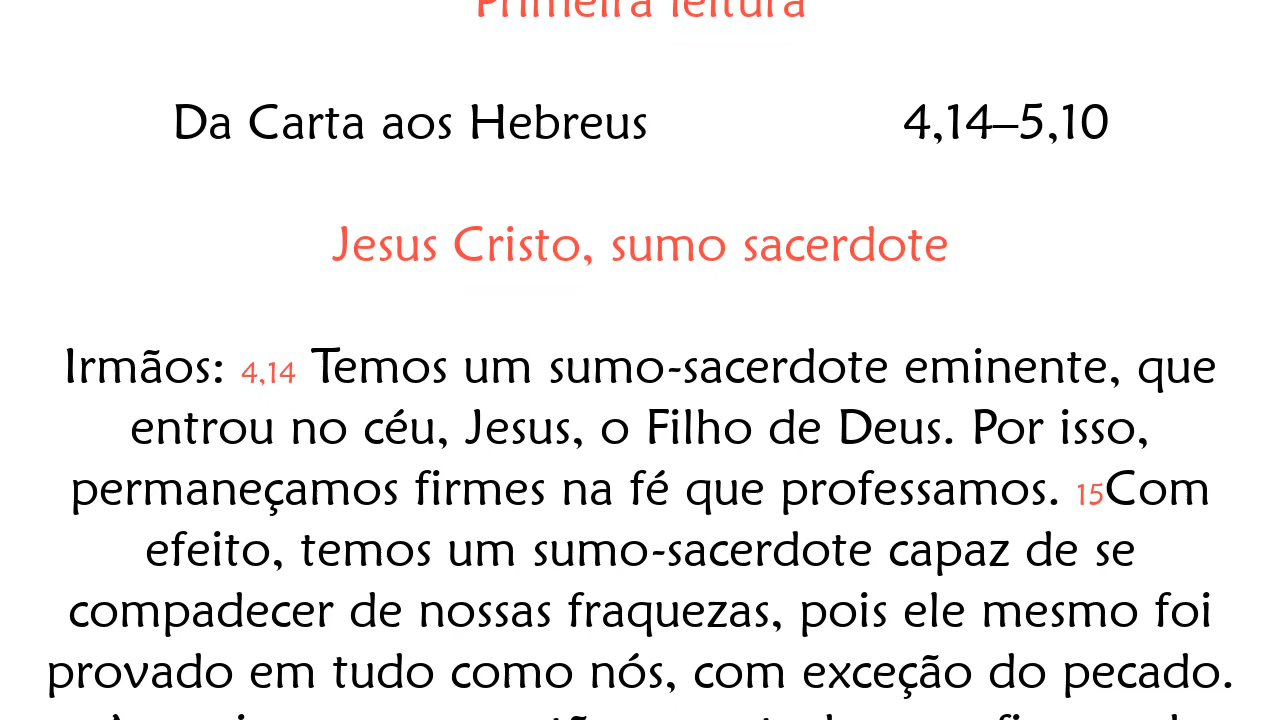 Primeira leitura
Da Carta aos Hebreus 4,14–5,10
Jesus Cristo, sumo sacerdote
Irmãos: 4,14 Temos um sumo-sacerdote eminente, que
entrou no céu, Jesus, o Filho de Deus. Por isso,
permaneçamos firmes na fé que professamos. 15Com
efeito, temos um sumo-sacerdote capaz de se
compadecer de nossas fraquezas, pois ele mesmo foi
provado em tudo como nós, com exceção do pecado.